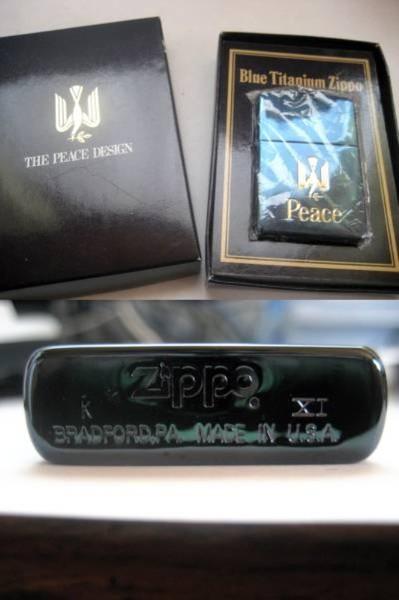 THE PEACE DESIGN
Blue Titanium Zippo
Peace
Zippo
K XI
BRADFORD,PA. MADE IN U.S.A.